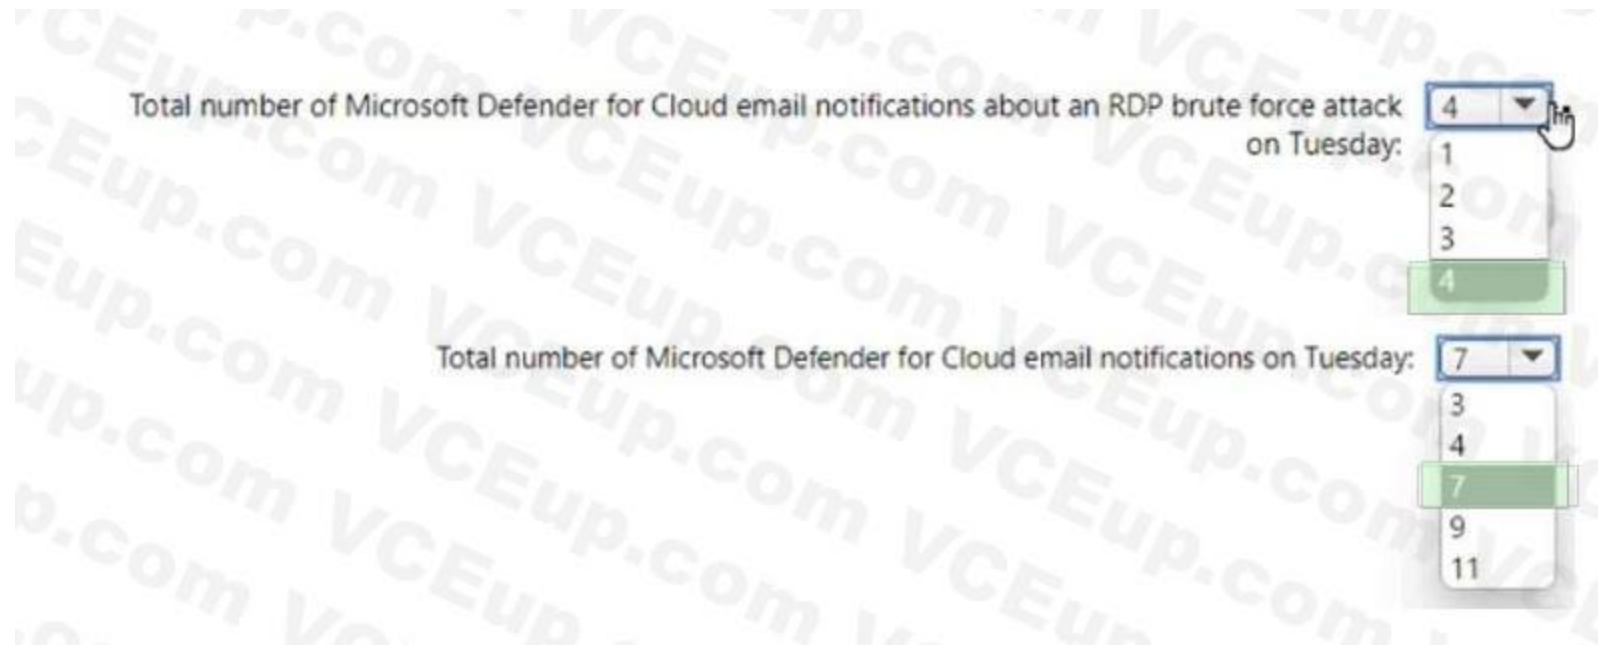 Total number of Microsoft Defender for Cloud email notifications about an RDP brute force attack
on Tuesday:
4
1
2
3
4
Total number of Microsoft Defender for Cloud email notifications on Tuesday:
7
3
4
7
9
11
VCEup.com